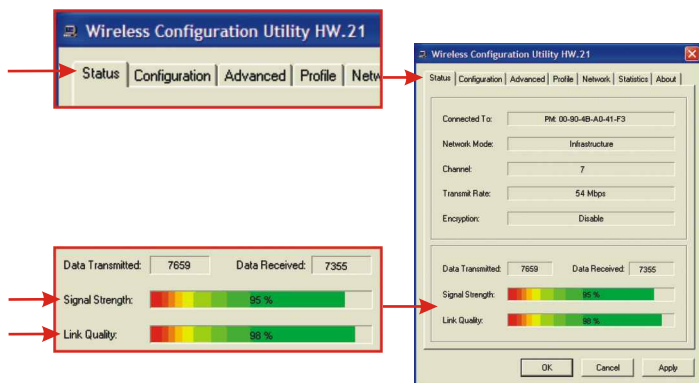 Wireless Configuration Utility HW.21
Status Configuration Advanced Profile Netw
Data Transmitted: 7659 Data Received: 7355
Signal Strength: 95 %
Link Quality: 98 %
Wireless Configuration Utility HW.21
Status Configuration Advanced Profile Network Statistics About
Connected To: PM: 00-90-4B-A0-41-F3
Network Mode: Infrastructure
Channel: 7
Transmit Rate: 54 Mbps
Encryption: Disable
Data Transmitted: 7659 Data Received: 7355
Signal Strength: 95 %
Link Quality: 98 %
OK Cancel Apply